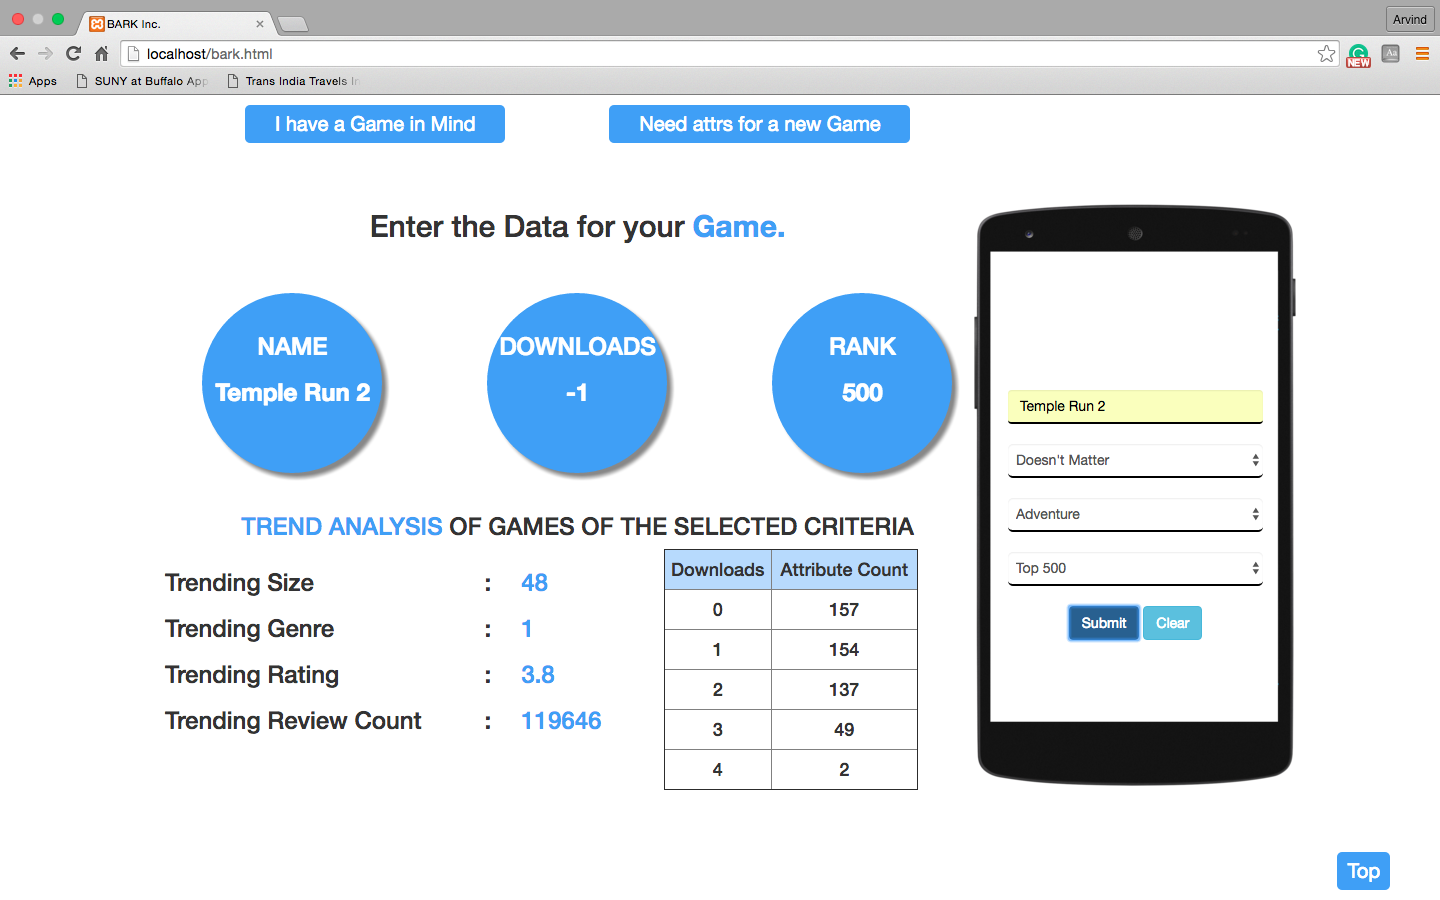 BARK Inc.
Arvind
localhost/bark.html
NEW
Apps
SUNY at Buffalo App
Trans India Travels In
I have a Game in Mind
Need attrs for a new Game
Enter the Data for your Game.
NAME
Temple Run 2
DOWNLOADS
-1
RANK
500
TREND ANALYSIS OF GAMES OF THE SELECTED CRITERIA
Trending Size : 48
Trending Genre : 1
Trending Rating : 3.8
Trending Review Count : 119646
Downloads Attribute Count
0 157
1 154
2 137
3 49
4 2
Temple Run 2
Doesn't Matter
Adventure
Top 500
Submit Clear
Top